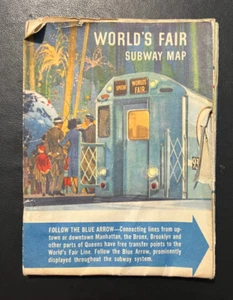 WORLD'S FAIR
SUBWAY MAP
SPECIAL
WORLD'S
FAIR
FOLLOW THE BLUE ARROW—Connecting lines from up-
town or downtown Manhattan, the Bronx, Brooklyn and
other parts of Queens have free transfer points to the
World's Fair Line. Follow the Blue Arrow, prominently
displayed throughout the subway system.